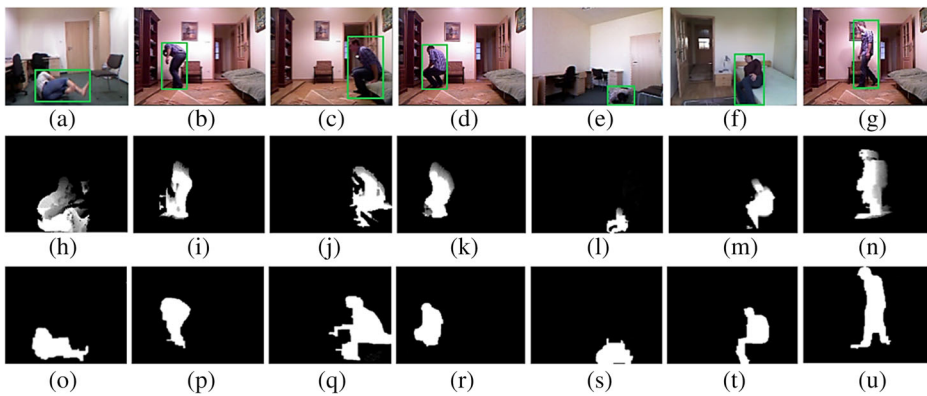 (a) (b) (c) (d) (e) (f) (g)
(h) (i) (j) (k) (l) (m) (n)
(o) (p) (q) (r) (s) (t) (u)